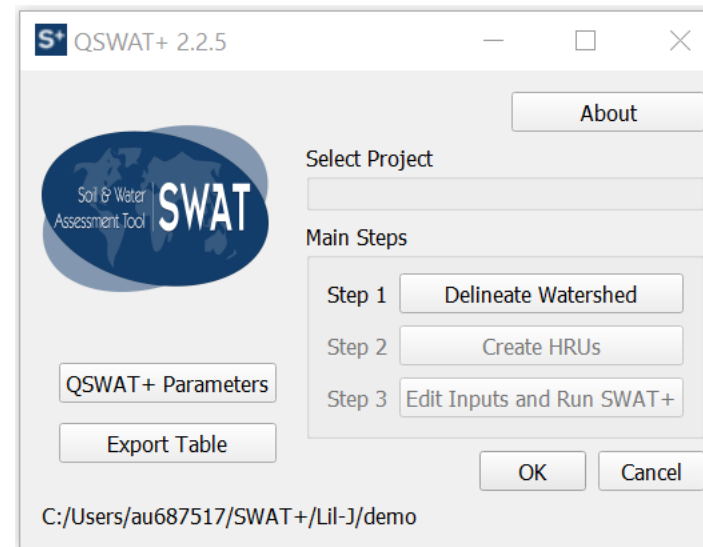 S+ QSWAT+ 2.2.5
About
Soil & Water
Assessment Tool
SWAT
Select Project
Main Steps
Step 1 Delineate Watershed
Step 2 Create HRUs
Step 3 Edit Inputs and Run SWAT+
QSWAT+ Parameters
Export Table
OK Cancel
C:/Users/au687517/SWAT+/Lil-J/demo